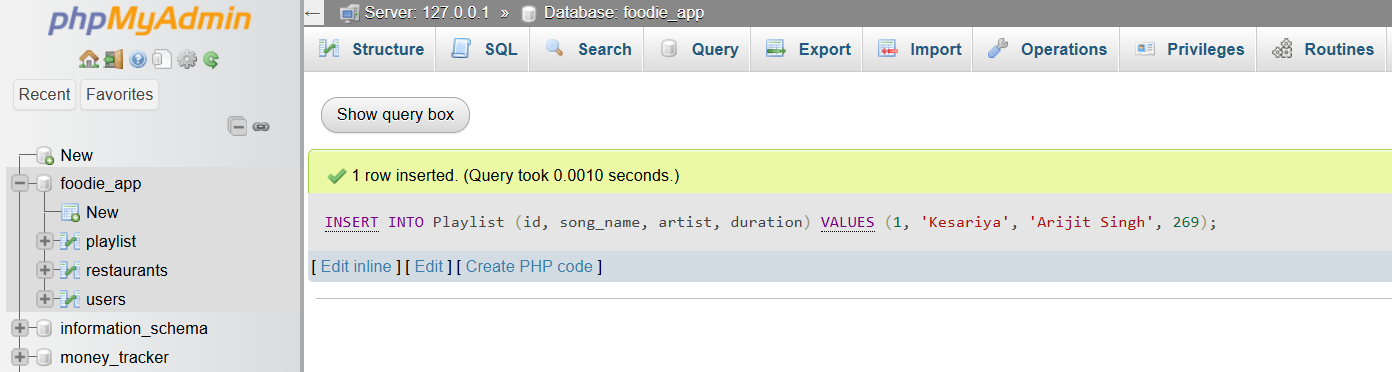 phpMyAdmin
Recent Favorites
New
foodie_app
New
playlist
restaurants
users
information_schema
money_tracker
Server: 127.0.0.1 » Database: foodie_app
Structure SQL Search Query Export Import Operations Privileges Routines
Show query box
1 row inserted. (Query took 0.0010 seconds.)
INSERT INTO Playlist (id, song_name, artist, duration) VALUES (1, 'Kesariya', 'Arijit Singh', 269);
[ Edit inline ] [ Edit ] [ Create PHP code ]